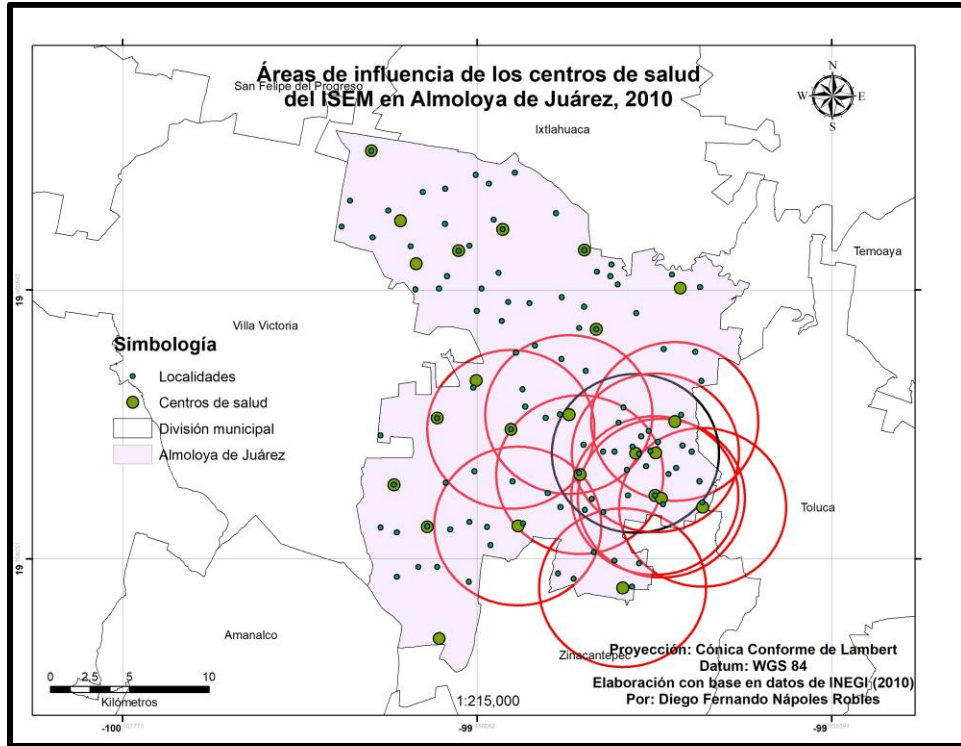 Áreas de influencia de los centros de salud
del ISEM en Almoloya de Juárez, 2010
San Felipe del Progreso
Ixtlahuaca
N
W
E
S
Temoaya
19
Villa Victoria
Simbología
Localidades
Centros de salud
División municipal
Almoloya de Juárez
Toluca
19
Amanalco
Zinacantepec
Proyección: Cónica Conforme de Lambert
Datum: WGS 84
Elaboración con base en datos de INEGI (2010)
Por: Diego Fernando Nápoles Robles
0 2,5 5 10
Kilómetros
1:215,000
-100
-99
-99